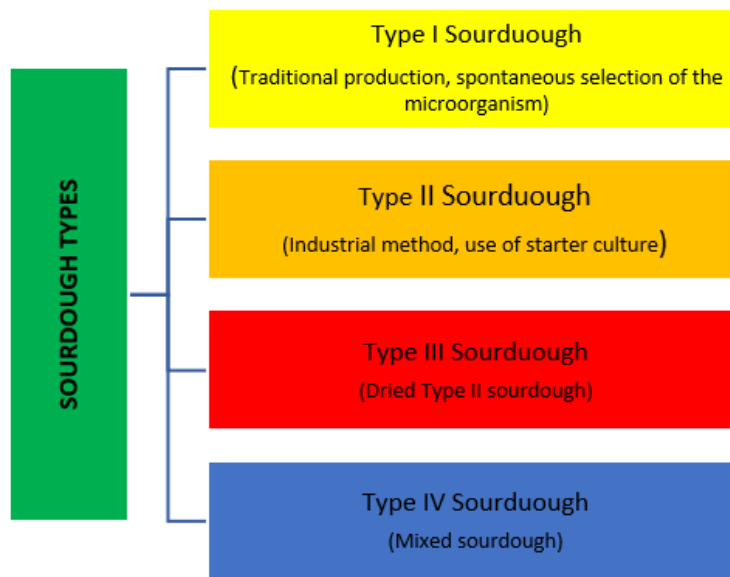 SOURDOUGH TYPES
Type I Sourduough
(Traditional production, spontaneous selection of the
microorganism)
Type II Sourduough
(Industrial method, use of starter culture)
Type III Sourduough
(Dried Type II sourdough)
Type IV Sourduough
(Mixed sourdough)